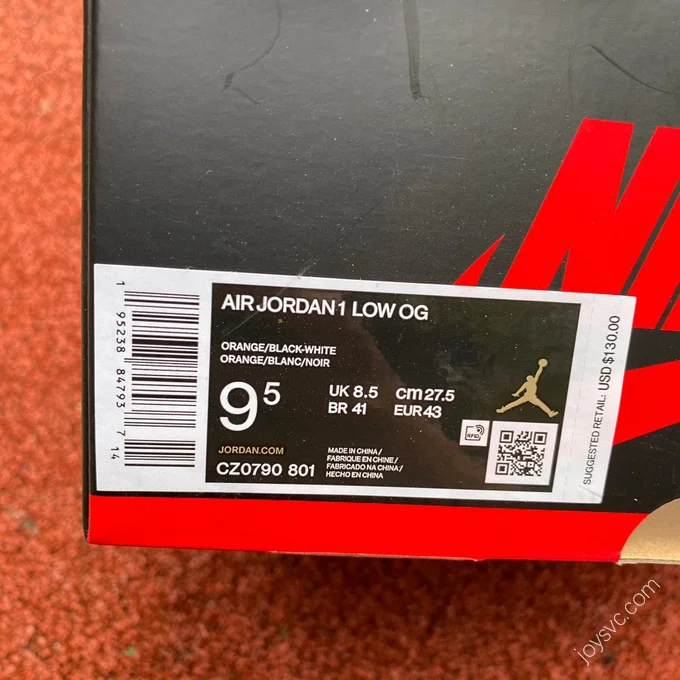 NIKE
AIR JORDAN 1 LOW OG
ORANGE/BLACK-WHITE
ORANGE/BLANC/NOIR
9⁵
UK 8.5 cm 27.5
BR 41 EUR 43
JORDAN.COM
CZ0790 801
MADE IN CHINA/
FABRIQUE EN CHINE/
FABRICADO NA CHINA/
HECHO EN CHINA
RFID
SUGGESTED RETAIL: USD $130.00
1 95238 84793 7 14
joysvc.com